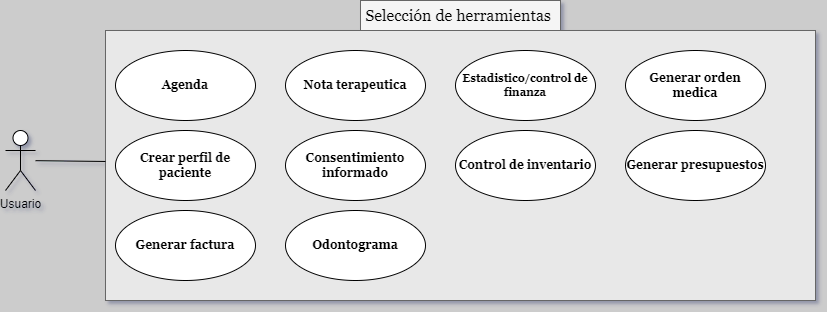 Selección de herramientas
Agenda
Nota terapeutica
Estadistico/control de
finanza
Generar orden
medica
Usuario
Crear perfil de
paciente
Consentimiento
informado
Control de inventario
Generar presupuestos
Generar factura
Odontograma